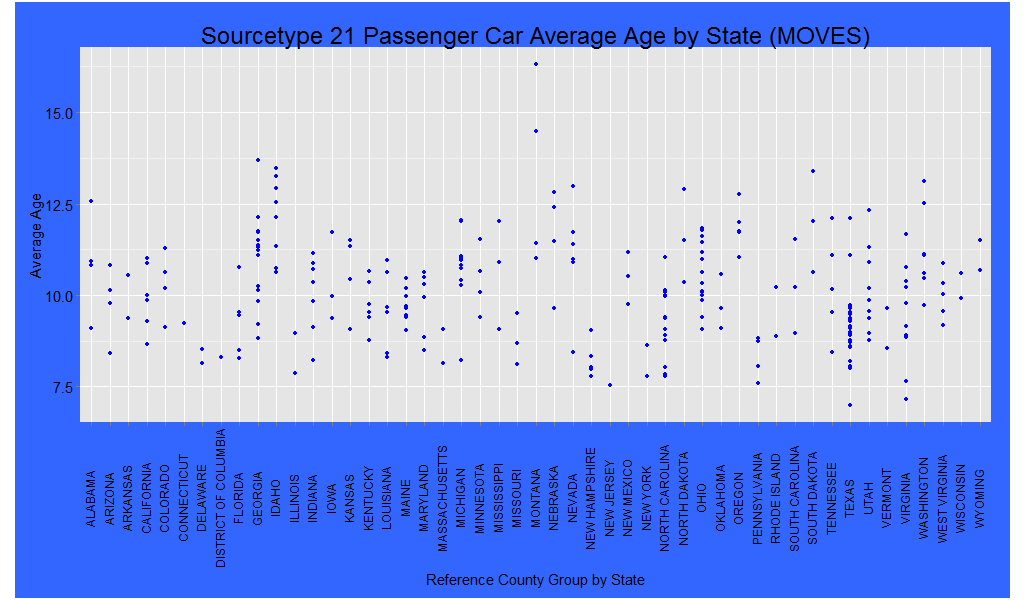 Sourcetype 21 Passenger Car Average Age by State (MOVES)
15.0
12.5
10.0
7.5
Average Age
ALABAMA
ARIZONA
ARKANSAS
CALIFORNIA
COLORADO
CONNECTICUT
DELAWARE
DISTRICT OF COLUMBIA
FLORIDA
GEORGIA
IDAHO
ILLINOIS
INDIANA
IOWA
KANSAS
KENTUCKY
LOUISIANA
MAINE
MARYLAND
MASSACHUSETTS
MICHIGAN
MINNESOTA
MISSISSIPPI
MISSOURI
MONTANA
NEBRASKA
NEVADA
NEW HAMPSHIRE
NEW JERSEY
NEW MEXICO
NEW YORK
NORTH CAROLINA
NORTH DAKOTA
OHIO
OKLAHOMA
OREGON
PENNSYLVANIA
RHODE ISLAND
SOUTH CAROLINA
SOUTH DAKOTA
TENNESSEE
TEXAS
UTAH
VERMONT
VIRGINIA
WASHINGTON
WEST VIRGINIA
WISCONSIN
WYOMING
Reference County Group by State